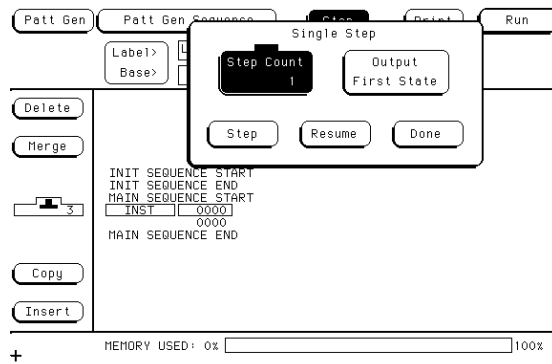 Patt Gen Patt Gen Sequence Step Print Run
Single Step
Label>
Base>
Step Count
1
Output
First State
Delete
Step Resume Done
Merge
INIT SEQUENCE START
INIT SEQUENCE END
MAIN SEQUENCE START
3 INST 0000
0000
MAIN SEQUENCE END
Copy
Insert
MEMORY USED: 0% 100%